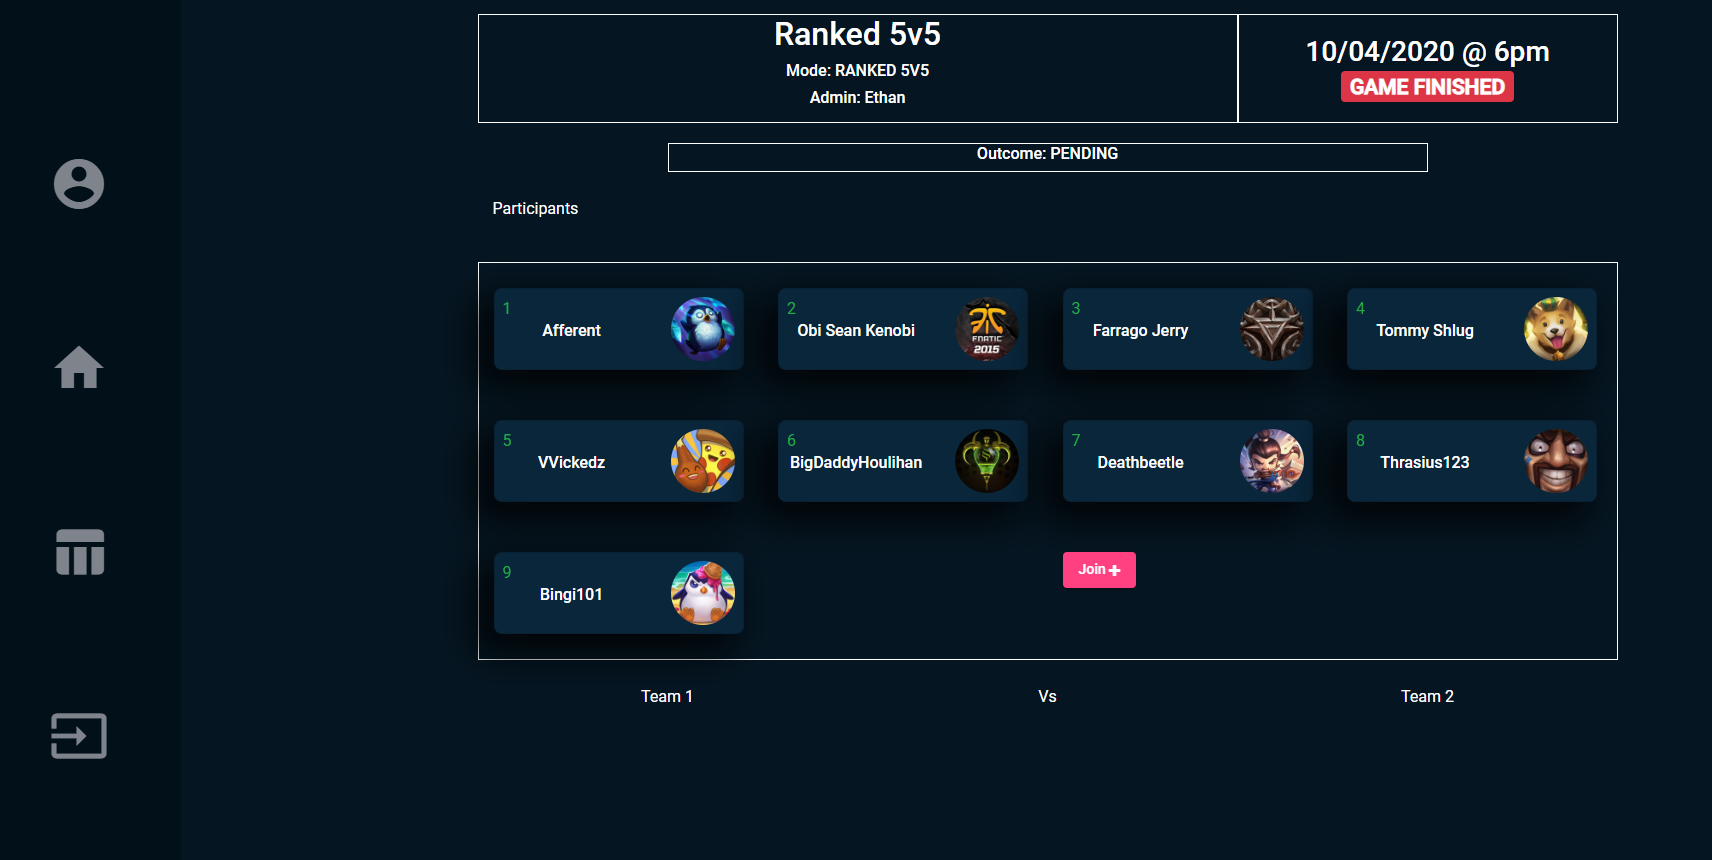 Ranked 5v5
Mode: RANKED 5V5
Admin: Ethan
10/04/2020 @ 6pm
GAME FINISHED
Outcome: PENDING
Participants
1
Afferent
2
Obi Sean Kenobi
FNATIC
2015
3
Farrago Jerry
4
Tommy Shlug
5
VVickedz
6
BigDaddyHoulihan
7
Deathbeetle
8
Thrasius123
9
Bingi101
Join
Team 1
Vs
Team 2